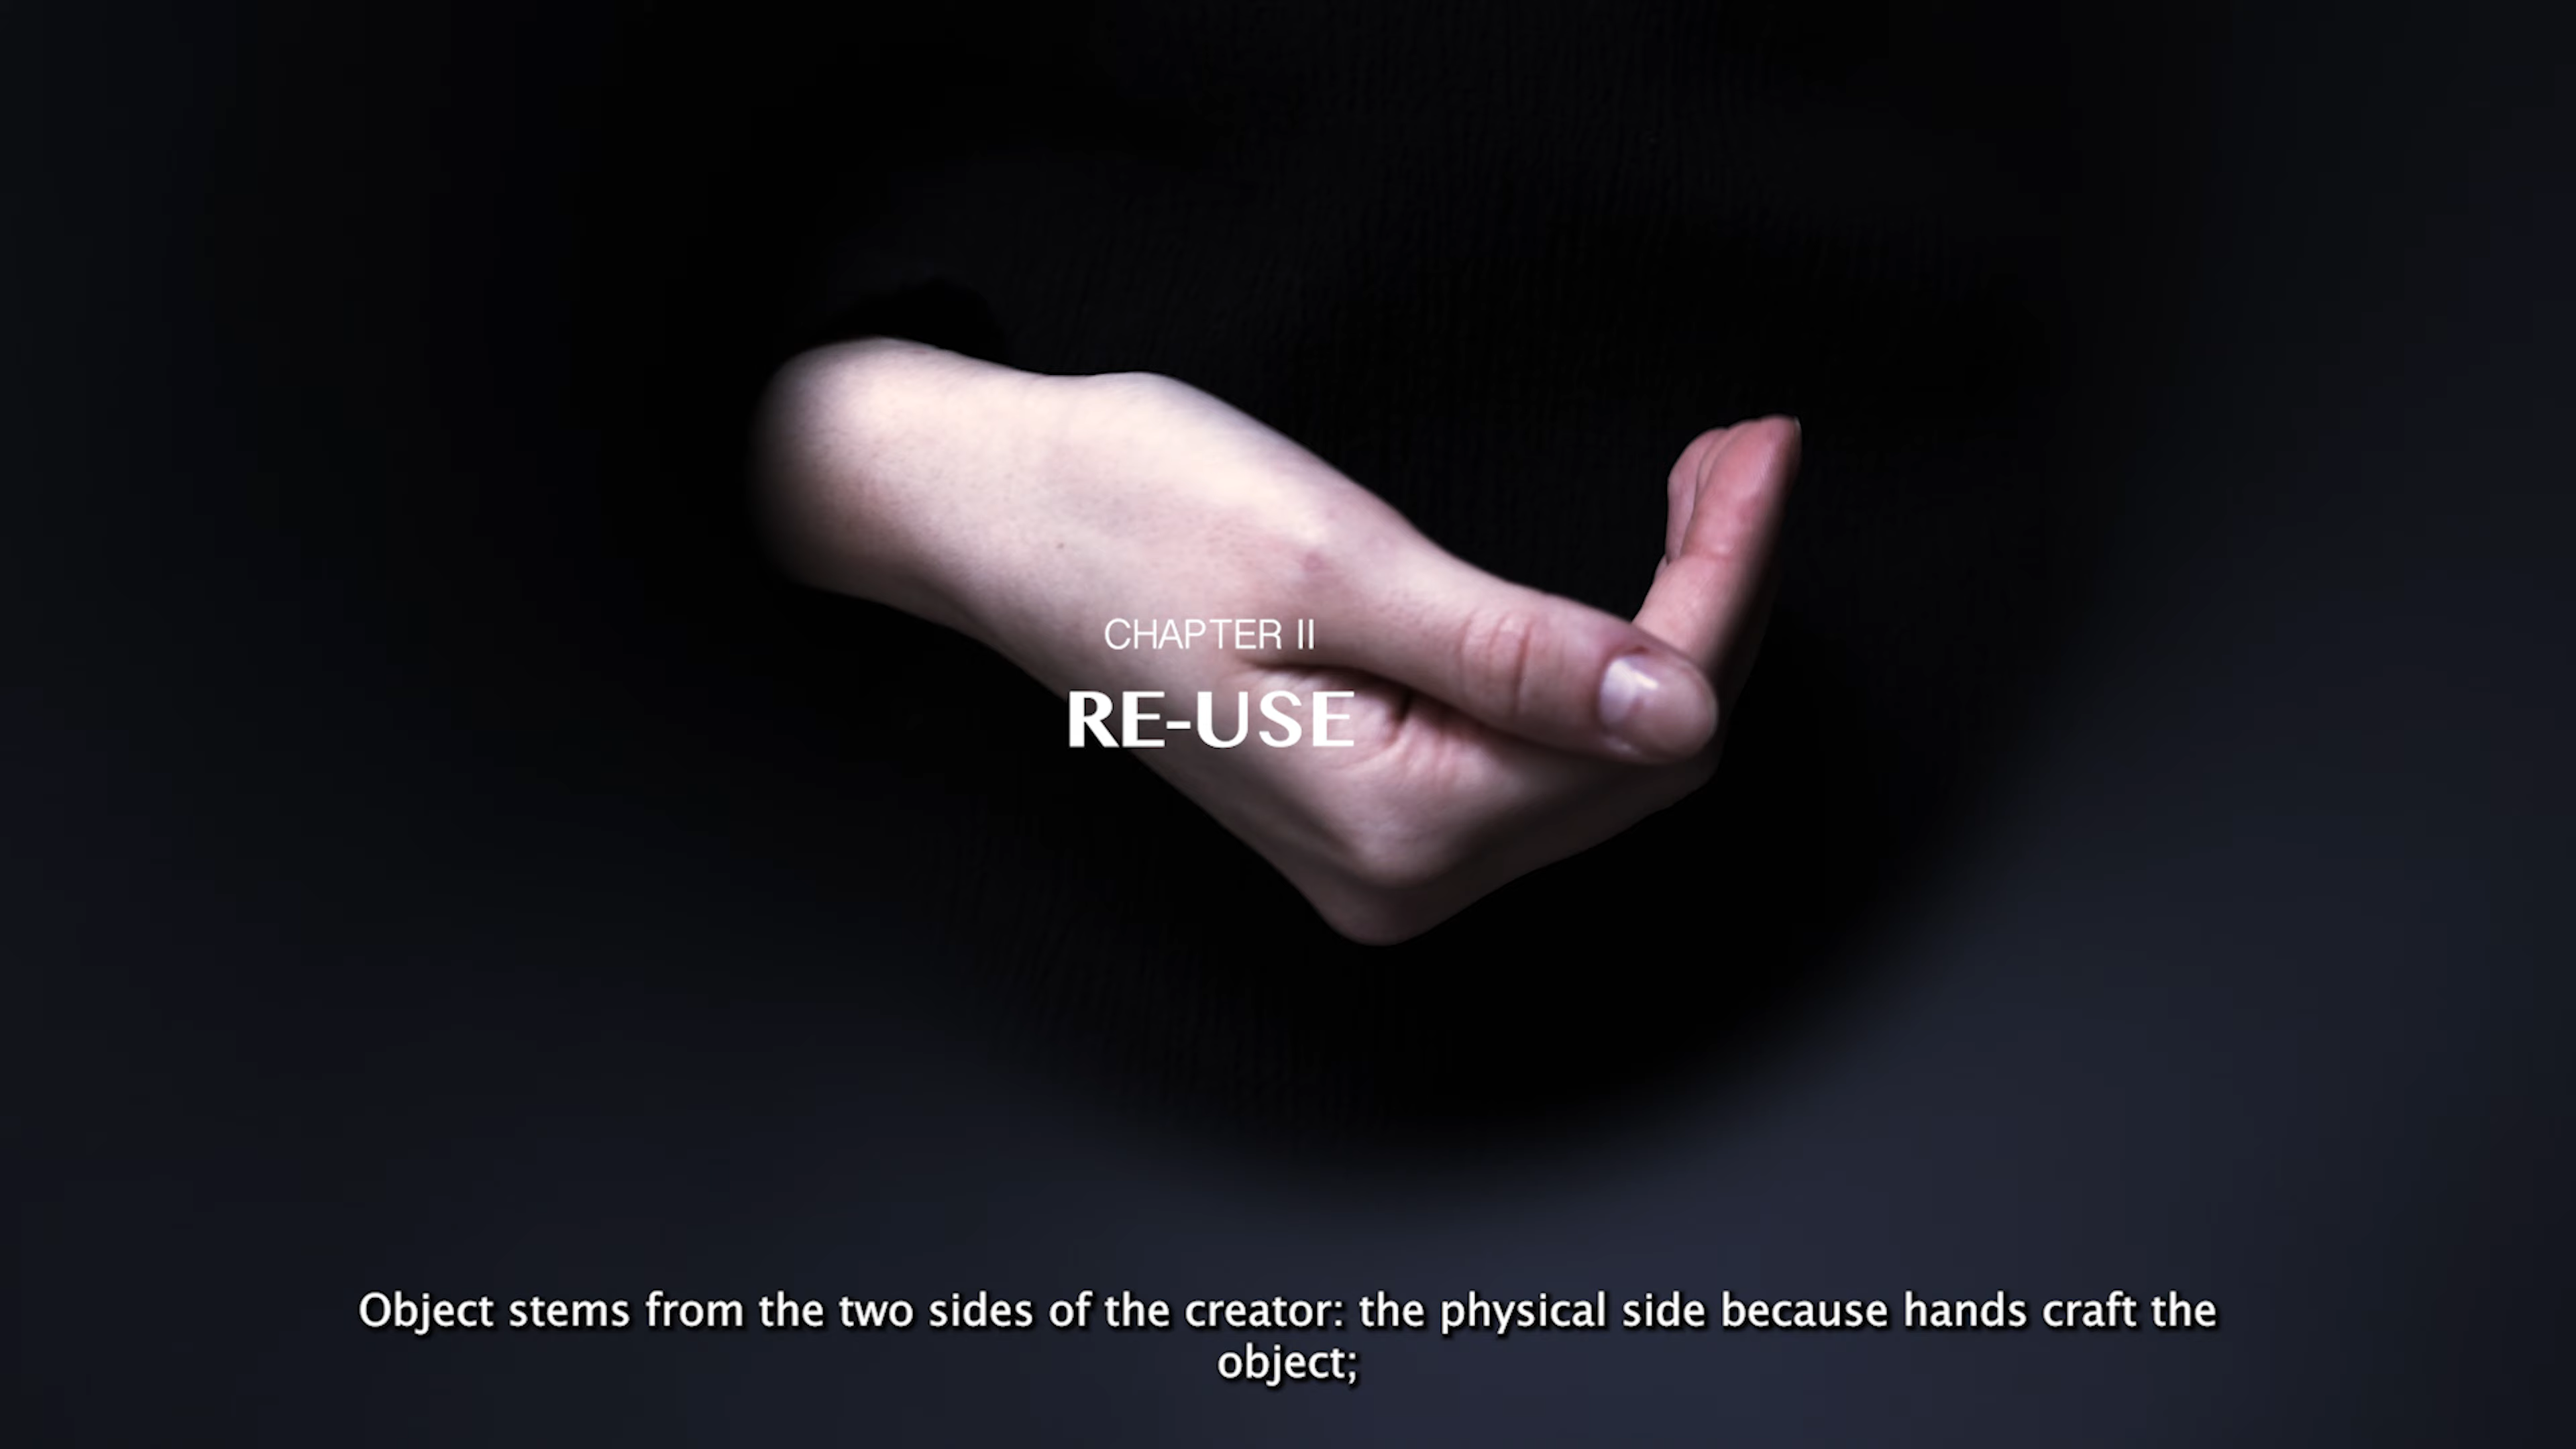 CHAPTER II
RE-USE
Object stems from the two sides of the creator: the physical side because hands craft the
object;